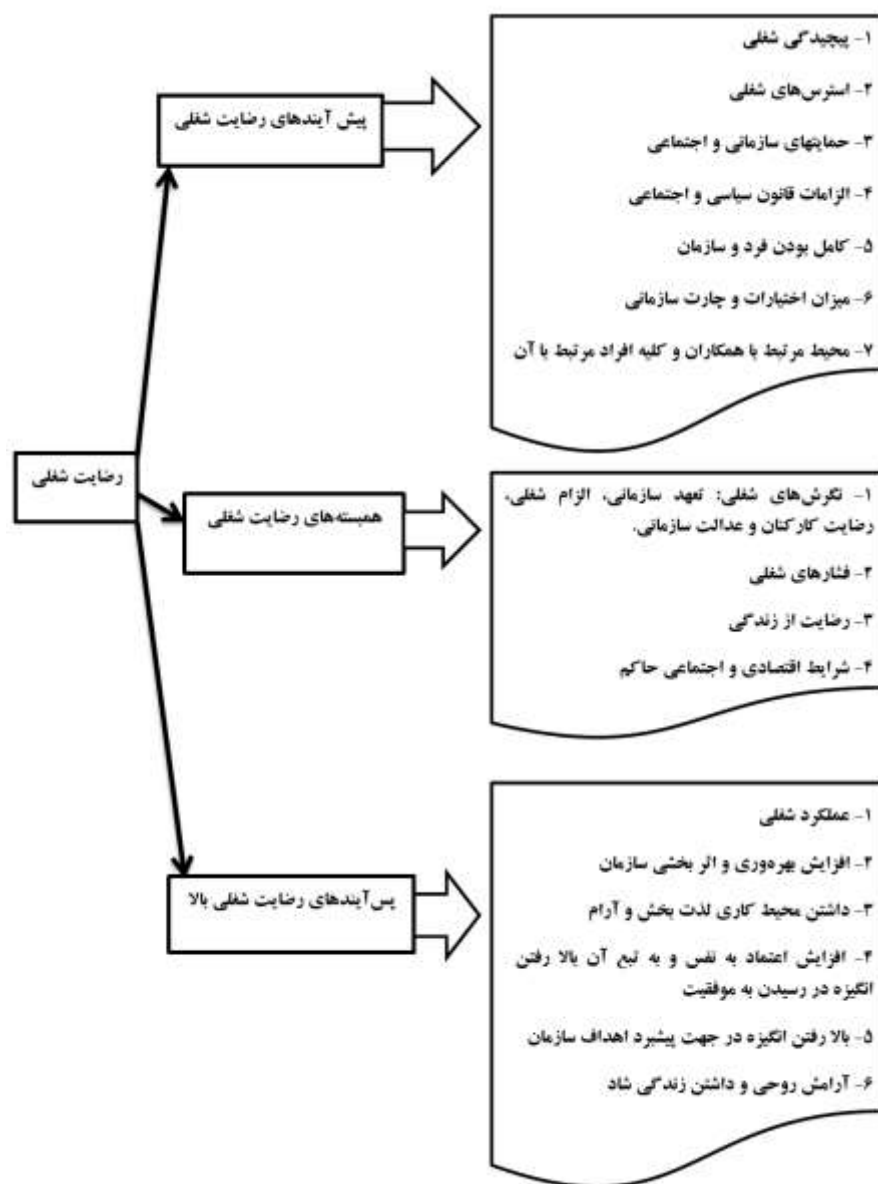 رضایت شغلی
پیش آیندهای رضایت شغلی
۱- پیچیدگی شغلی
۲- استرس‌های شغلی
۳- حمایتهای سازمانی و اجتماعی
۴- الزامات قانون سیاسی و اجتماعی
۵- کامل بودن فرد و سازمان
۶- میزان اختیارات و چارت سازمانی
۷- محیط مرتبط با همکاران و کلیه افراد مرتبط با آن
همبسته‌های رضایت شغلی
۱- نگرش‌های شغلی: تعهد سازمانی، الزام شغلی،
رضایت کارکنان و عدالت سازمانی.
۲- فشارهای شغلی
۳- رضایت از زندگی
۴- شرایط اقتصادی و اجتماعی حاکم
پس‌آیندهای رضایت شغلی بالا
۱- عملکرد شغلی
۲- افزایش بهره‌وری و اثر بخشی سازمان
۳- داشتن محیط کاری لذت بخش و آرام
۴- افزایش اعتماد به نفس و به تبع آن بالا رفتن
انگیزه در رسیدن به موفقیت
۵- بالا رفتن انگیزه در جهت پیشبرد اهداف سازمان
۶- آرامش روحی و داشتن زندگی شاد